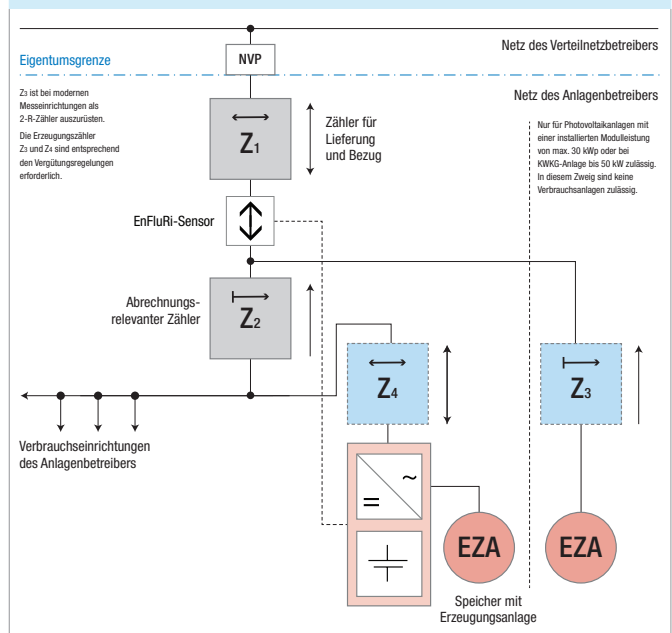 Netz des Verteilnetzbetreibers
Eigentumsgrenze
NVP
Netz des Anlagenbetreibers
Z3 ist bei modernen
Messeinrichtungen als
2-R-Zähler auszurüsten.
Die Erzeugungszähler
Z3 und Z4 sind entsprechend
den Vergütungsregelungen
erforderlich.
Z1
Zähler für
Lieferung
und Bezug
Nur für Photovoltaikanlagen mit
einer installierten Modulleistung
von max. 30 kWp oder bei
KWKG-Anlage bis 50 kW zulässig.
In diesem Zweig sind keine
Verbrauchsanlagen zulässig.
EnFluRi-Sensor
Abrechnungs-
relevanter Zähler
Z2
Z4
Z3
Verbrauchseinrichtungen
des Anlagenbetreibers
~
=
EZA
EZA
Speicher mit
Erzeugungsanlage